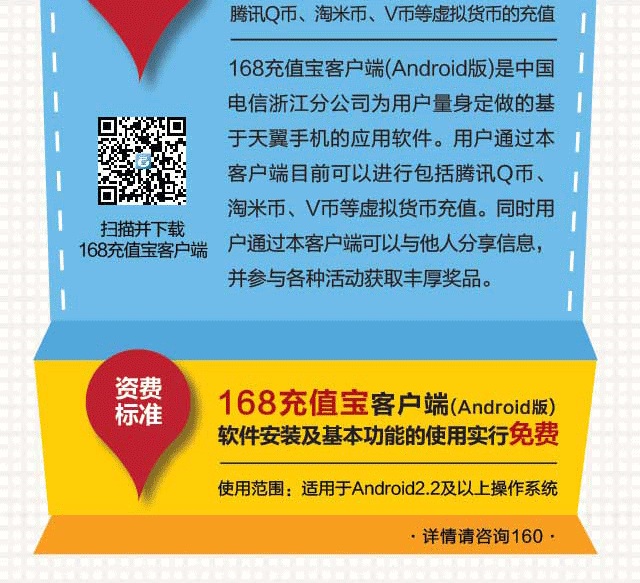 腾讯Q币、淘米币、V币等虚拟货币的充值
168充值宝客户端(Android版)是中国
电信浙江分公司为用户量身定做的基
于天翼手机的应用软件。用户通过本
客户端目前可以进行包括腾讯Q币、
淘米币、V币等虚拟货币充值。同时用
户通过本客户端可以与他人分享信息，
并参与各种活动获取丰厚奖品。
扫描并下载
168充值宝客户端
资费
标准
168充值宝客户端(Android版)
软件安装及基本功能的使用实行免费
使用范围：适用于Android2.2及以上操作系统
·详情请咨询160·